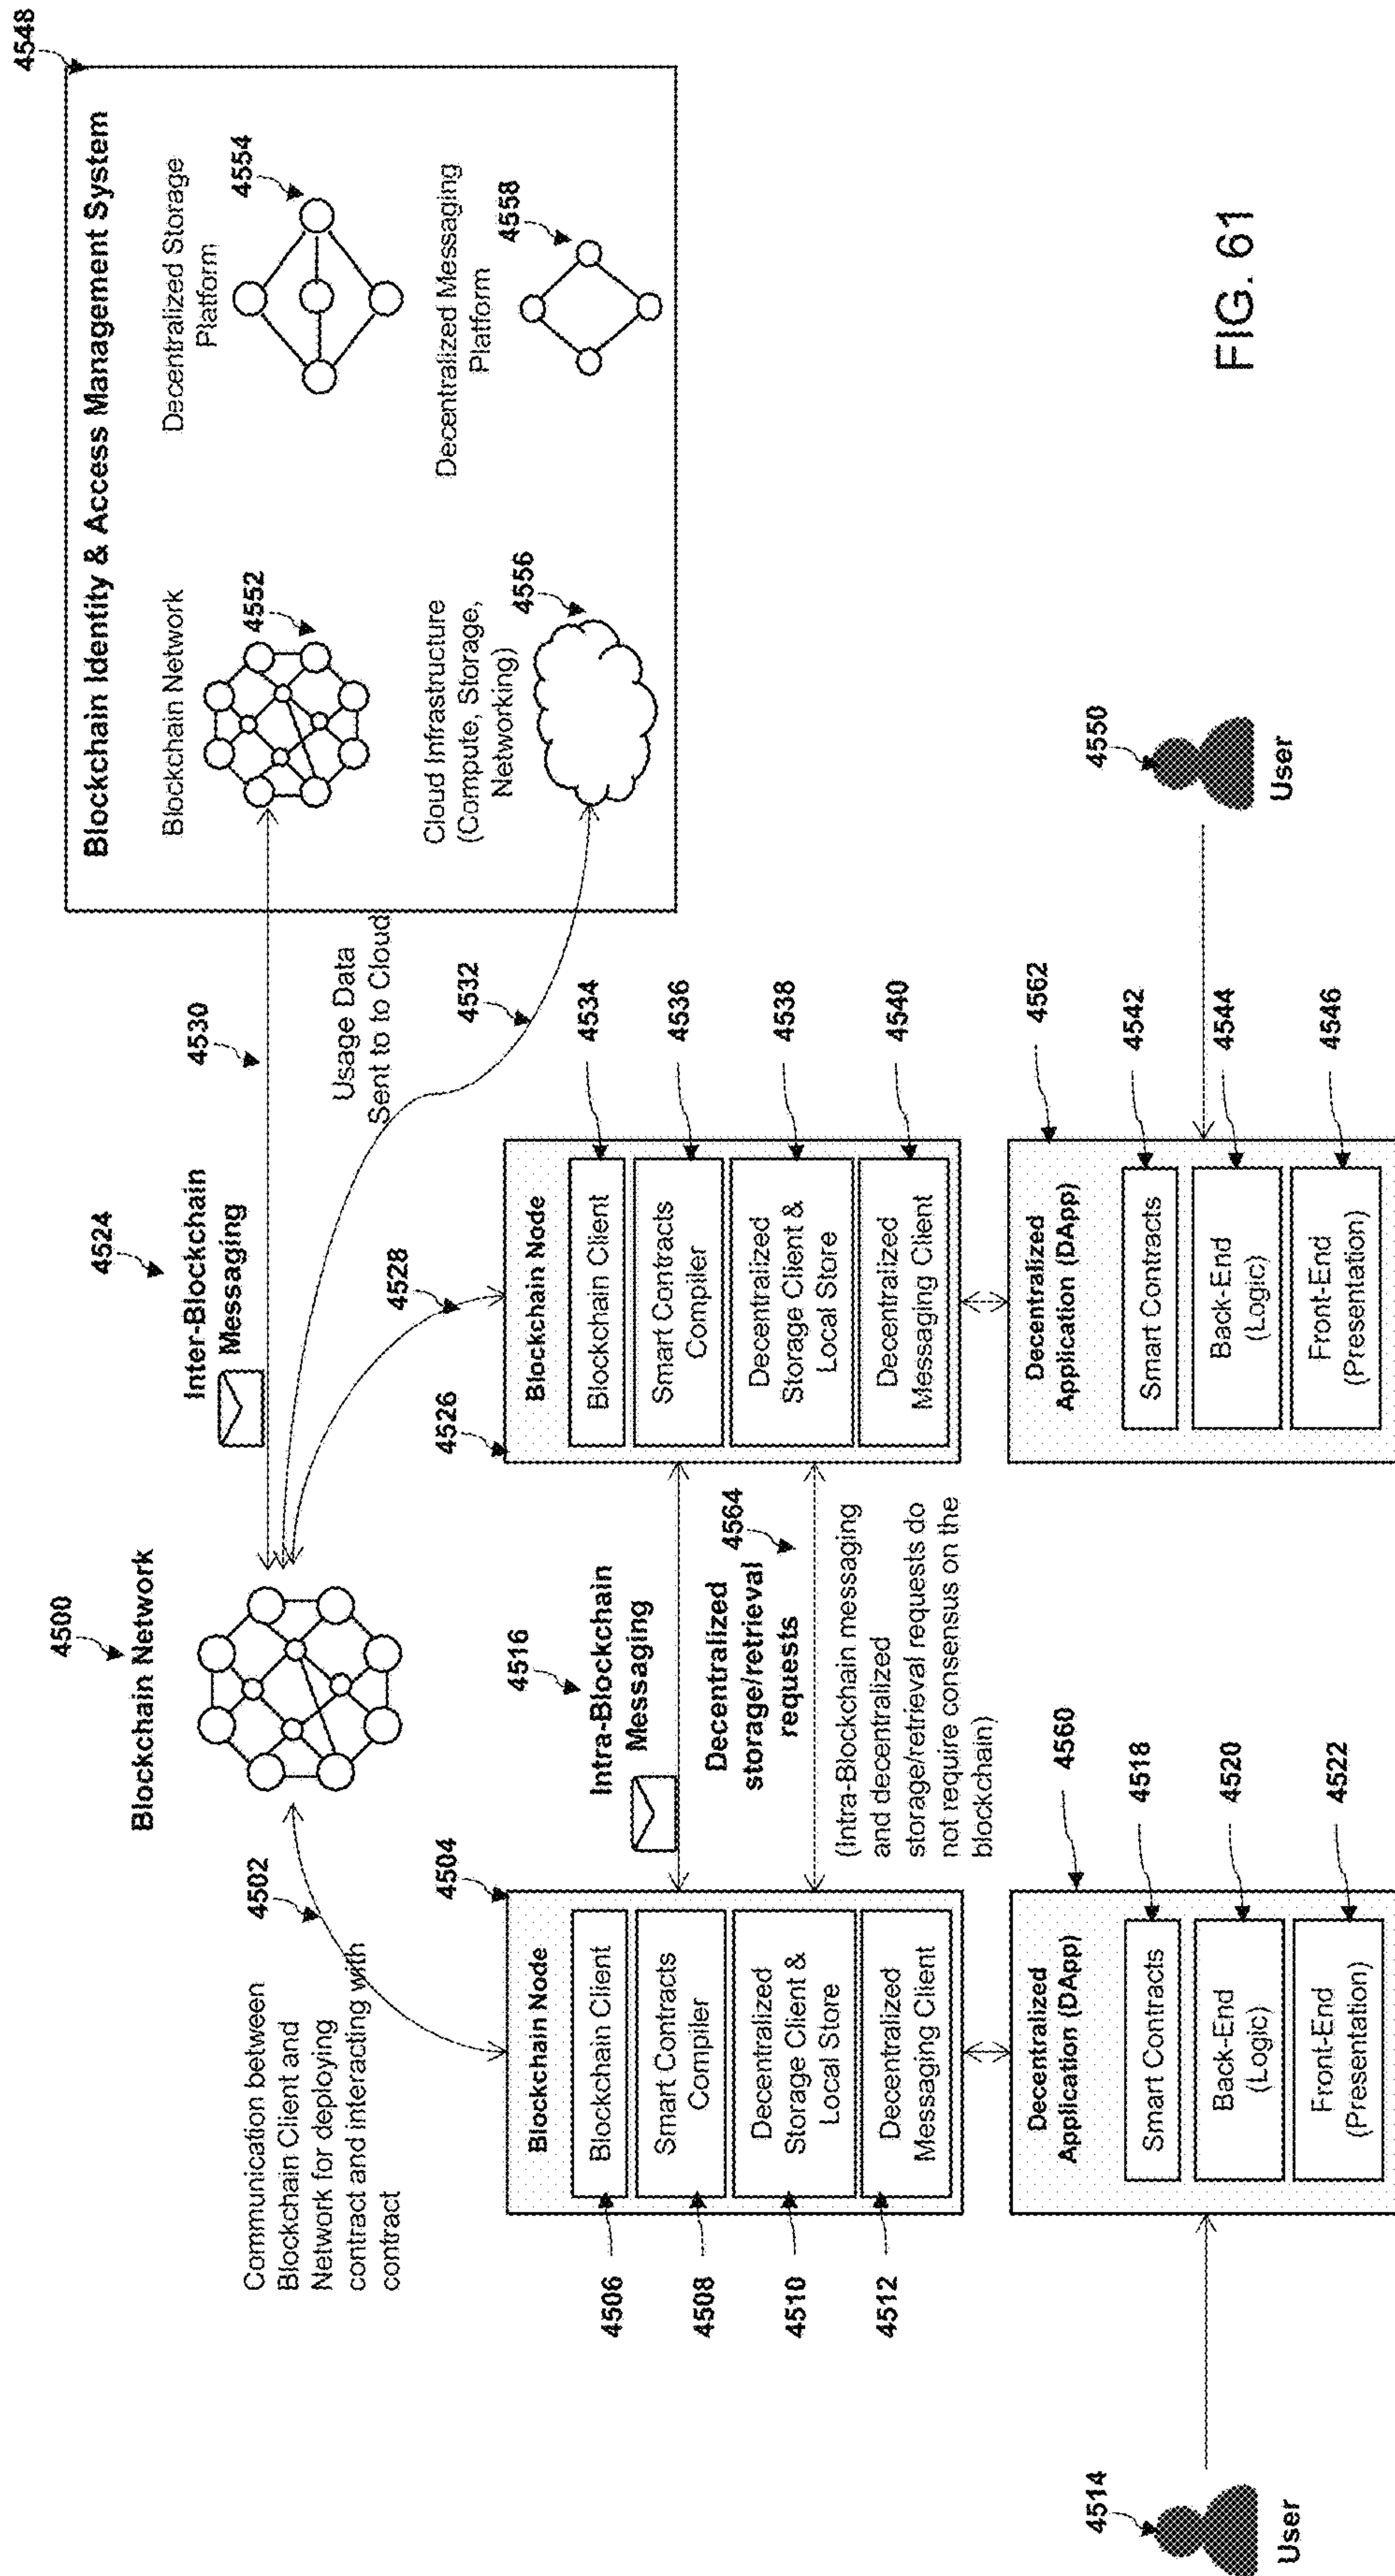 4500
Blockchain Network
4502
Communication between
Blockchain Client and
Network for deploying
contract and interacting with
contract
4524
Inter-Blockchain
Messaging
4530
Usage Data
Sent to to Cloud
4532
4528
4548
Blockchain Identity & Access Management System
Blockchain Network
4552
Decentralized Storage
Platform
4554
Cloud Infrastructure
(Compute, Storage,
Networking)
4556
Decentralized Messaging
Platform
4558
4504
Blockchain Node
Blockchain Client
Smart Contracts
Compiler
Decentralized
Storage Client &
Local Store
Decentralized
Messaging Client
4506
4508
4510
4512
4516
Intra-Blockchain
Messaging
Decentralized
storage/retrieval
requests
4564
(Intra-Blockchain messaging
and decentralized
storage/retrieval requests do
not require consensus on the
blockchain)
4526
Blockchain Node
Blockchain Client
Smart Contracts
Compiler
Decentralized
Storage Client &
Local Store
Decentralized
Messaging Client
4534
4536
4538
4540
4514
User
Decentralized
Application (DApp)
Smart Contracts
Back-End
(Logic)
Front-End
(Presentation)
4560
4518
4520
4522
Decentralized
Application (DApp)
Smart Contracts
Back-End
(Logic)
Front-End
(Presentation)
4562
4542
4544
4546
4550
User
FIG. 61